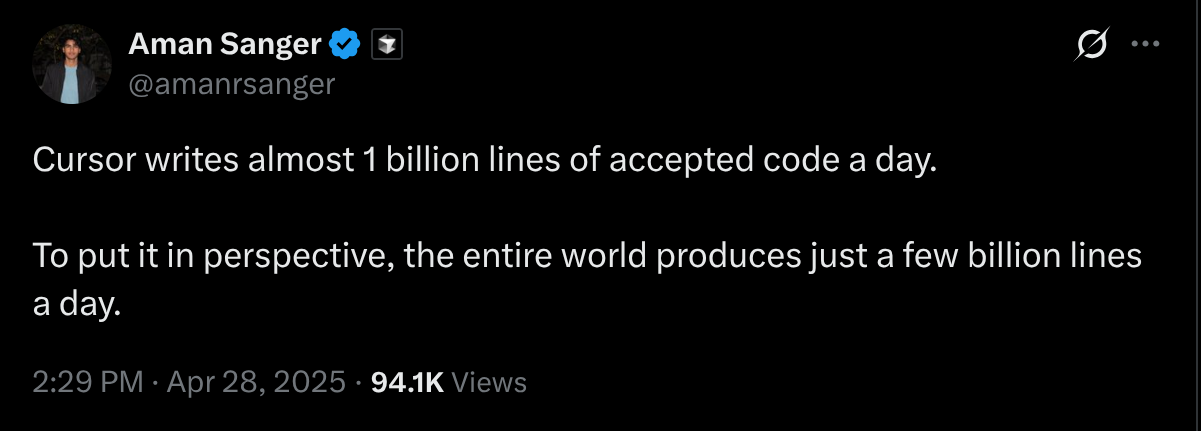 Aman Sanger
@amanrsanger
Cursor writes almost 1 billion lines of accepted code a day.
To put it in perspective, the entire world produces just a few billion lines
a day.
2:29 PM · Apr 28, 2025 · 94.1K Views